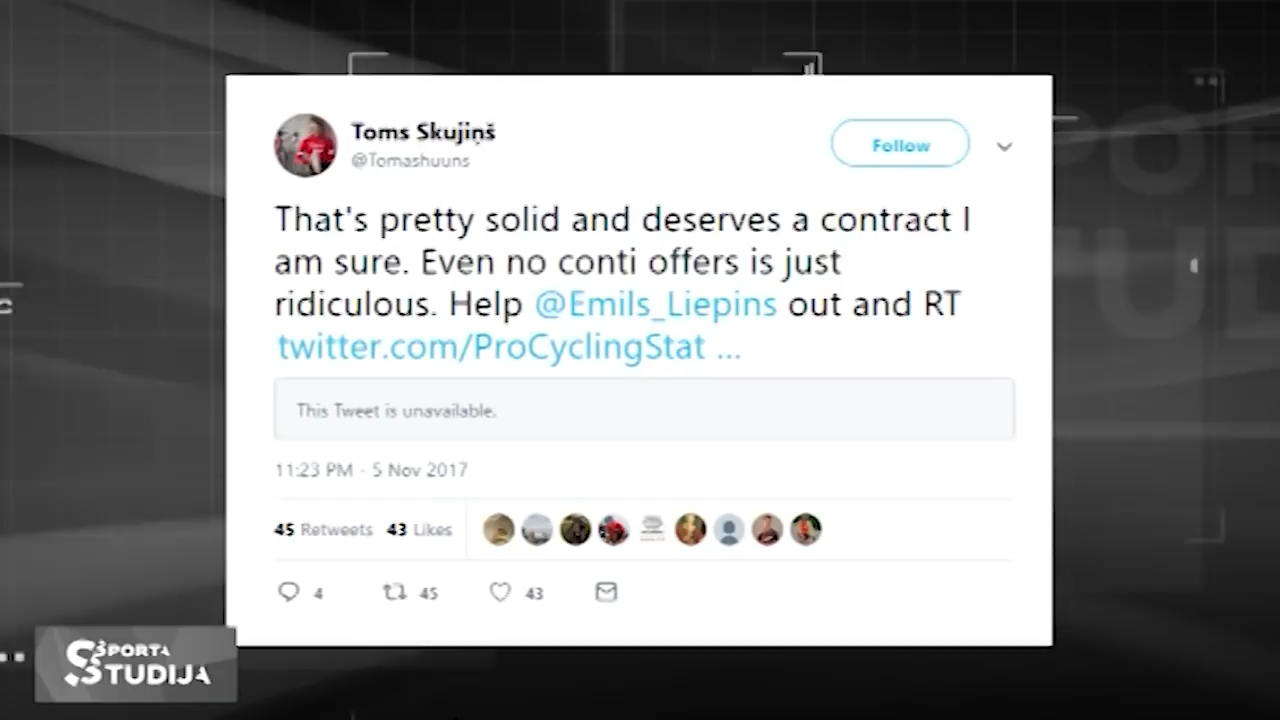 Toms Skujiņš
@Tomashuuns
Follow
That's pretty solid and deserves a contract I
am sure. Even no conti offers is just
ridiculous. Help @Emils_Liepins out and RT
twitter.com/ProCyclingStat ...
This Tweet is unavailable.
11:23 PM - 5 Nov 2017
45 Retweets 43 Likes
4 45 43
SPORTA
STUDIJA